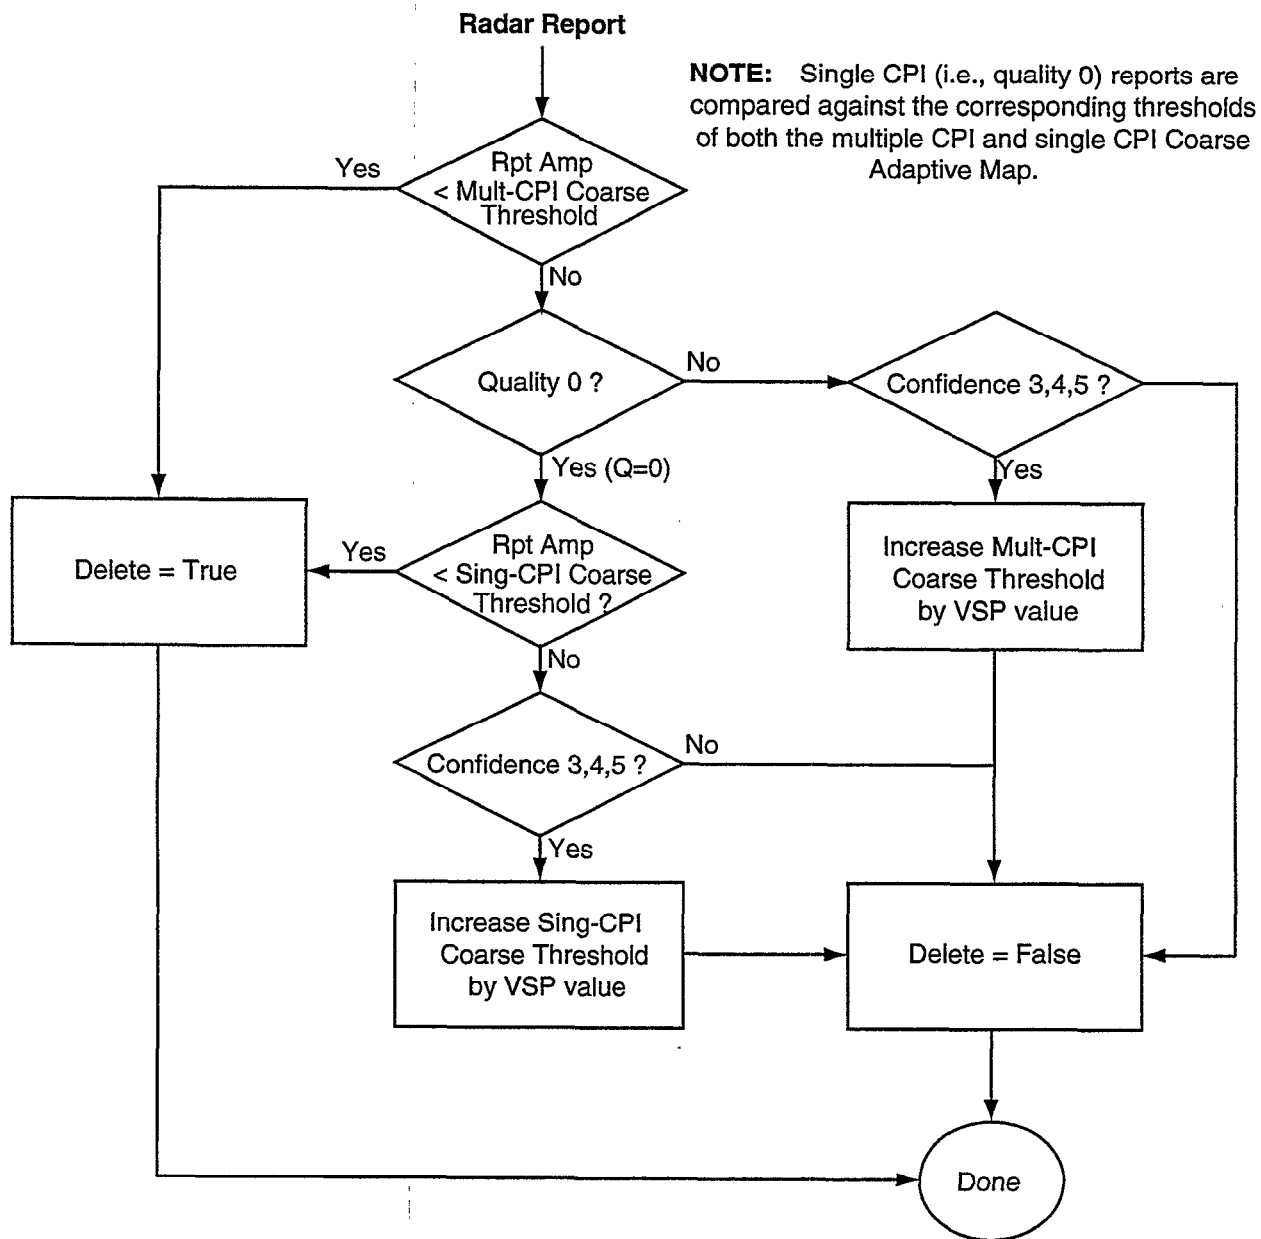 Radar Report
NOTE: Single CPI (i.e., quality 0) reports are
compared against the corresponding thresholds
of both the multiple CPI and single CPI Coarse
Adaptive Map.
Yes
Rpt Amp
< Mult-CPI Coarse
Threshold
No
Quality 0 ?
No
Confidence 3,4,5 ?
Yes (Q=0)
Yes
Delete = True
Yes
Rpt Amp
< Sing-CPI Coarse
Threshold ?
Increase Mult-CPI
Coarse Threshold
by VSP value
No
Confidence 3,4,5 ?
No
Yes
Increase Sing-CPI
Coarse Threshold
by VSP value
Delete = False
Done